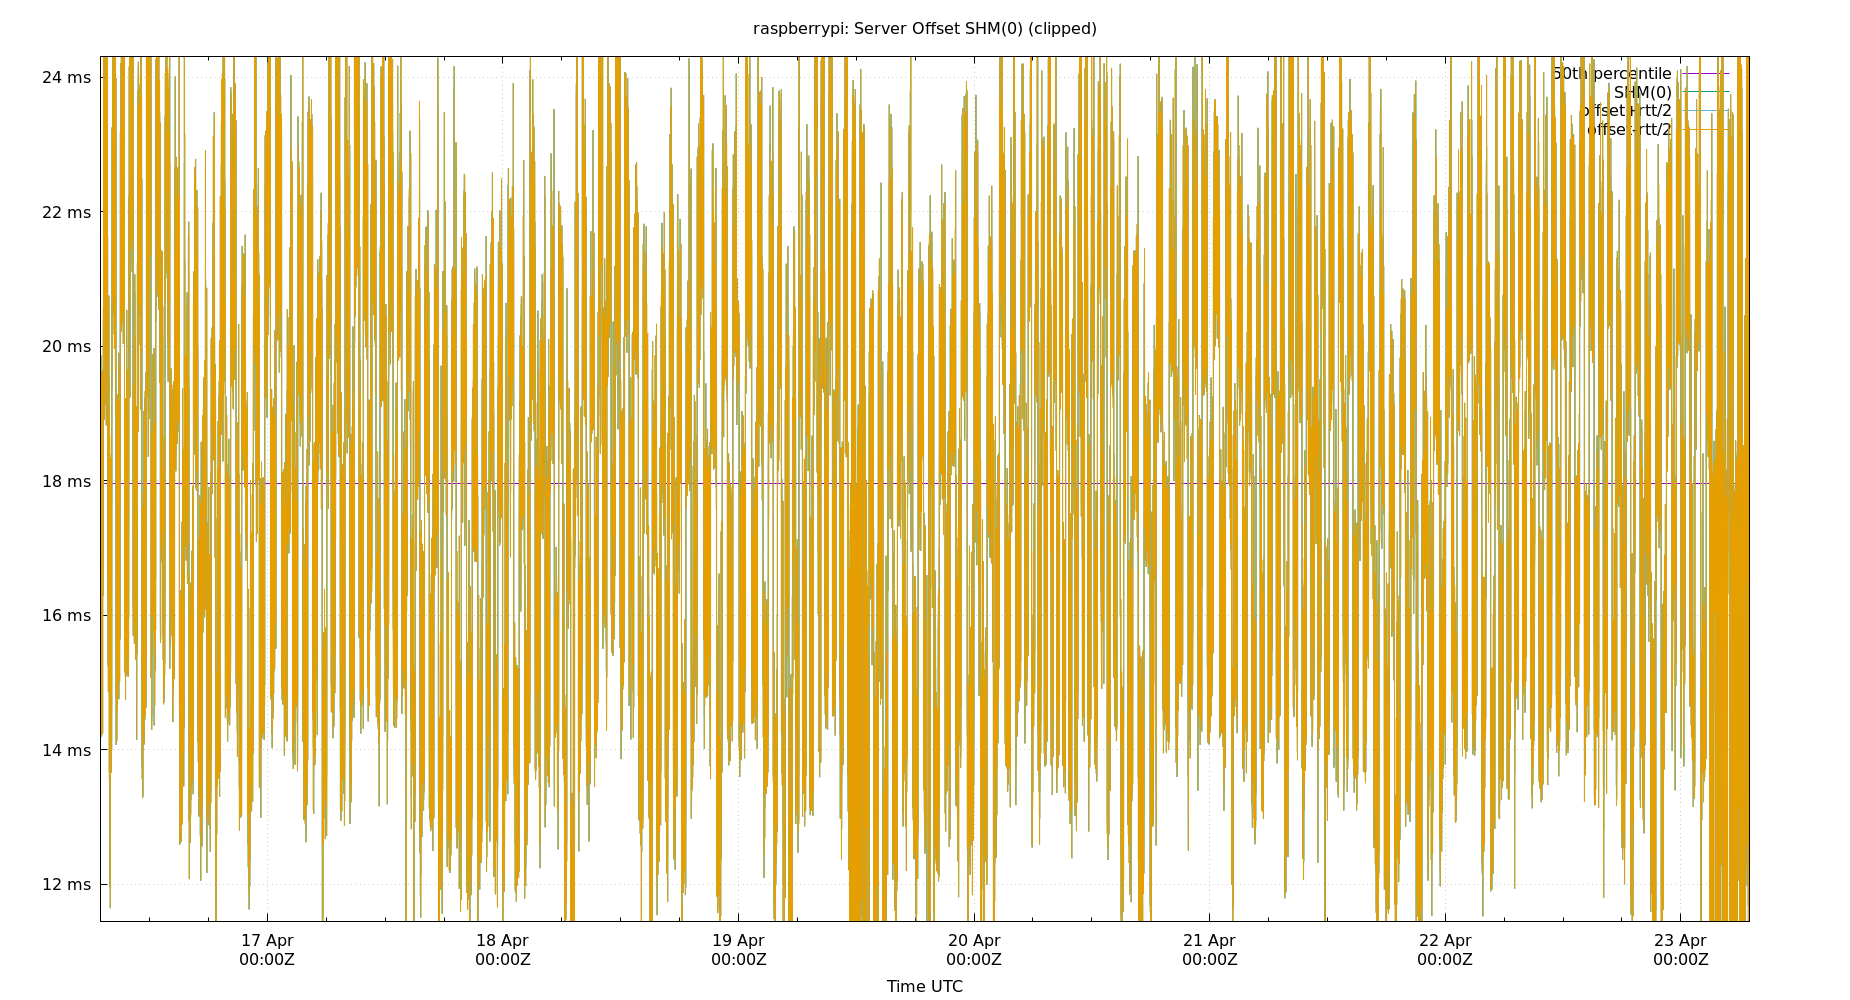 raspberrypi: Server Offset SHM(0) (clipped)
24 ms
22 ms
20 ms
18 ms
16 ms
14 ms
12 ms
50th percentile
SHM(0)
offset+rtt/2
offset-rtt/2
17 Apr
00:00Z
18 Apr
00:00Z
19 Apr
00:00Z
20 Apr
00:00Z
21 Apr
00:00Z
22 Apr
00:00Z
23 Apr
00:00Z
Time UTC